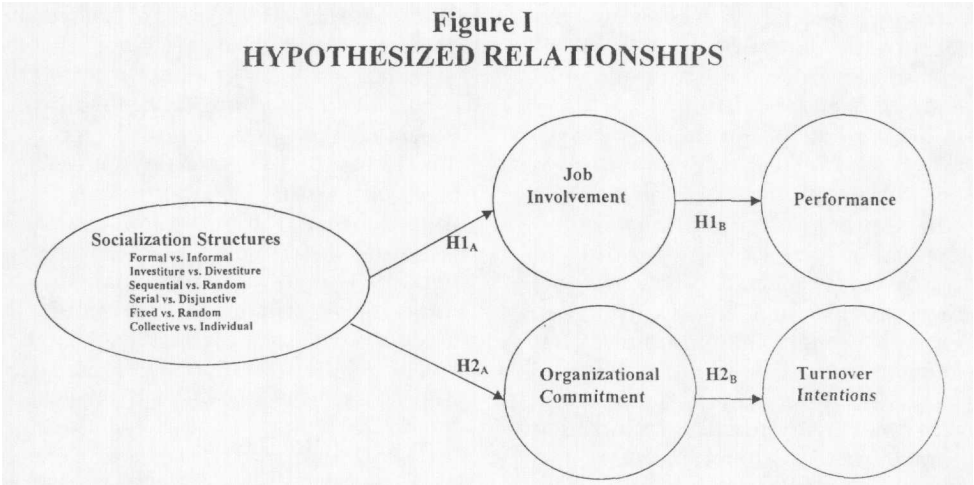 Figure I
HYPOTHESIZED RELATIONSHIPS
Socialization Structures
Formal vs. Informal
Investiture vs. Divestiture
Sequential vs. Random
Serial vs. Disjunctive
Fixed vs. Random
Collective vs. Individual
H1A
Job
Involvement
H1B
Performance
H2A
Organizational
Commitment
H2B
Turnover
Intentions